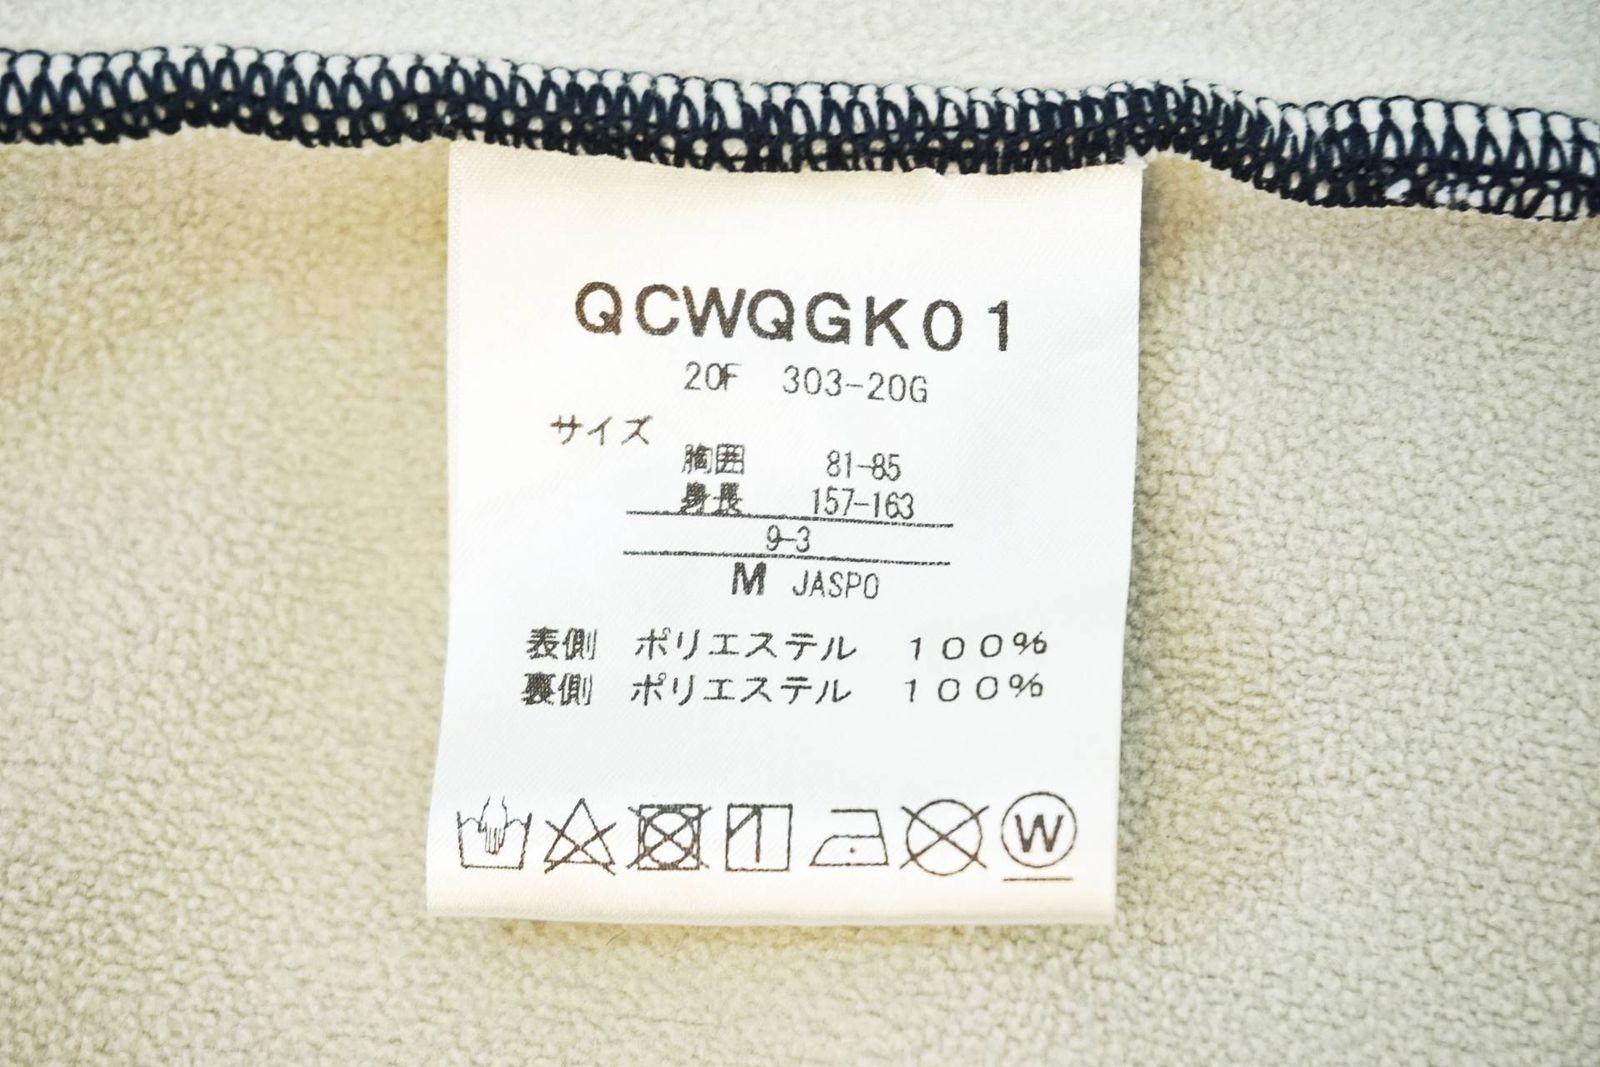 QCWQGK01
20F 303-20G
サイズ
胸囲 81-85
身長 157-163
9-3
M JASPO
表側 ポリエステル 100%
裏側 ポリエステル 100%
W